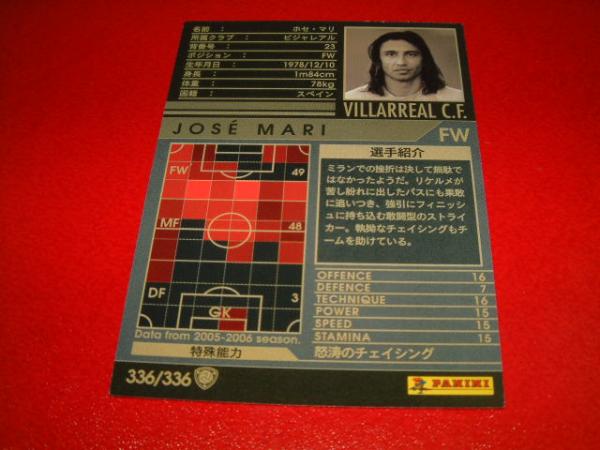 名前 : ホセ・マリ
所属クラブ : ビジャレアル
背番号 : 23
ポジション : FW
生年月日 : 1978/12/10
身長 : 1m84cm
体重 : 78kg
国籍 : スペイン
VILLARREAL C.F.
JOSÉ MARI
FW
FW 49
MF 48
DF 3
GK
Data from 2005-2006 season.
選手紹介
ミランでの挫折は決して無駄で
はなかったようだ。リケルメが
苦し紛れに出したパスにも果敢
に追いつき、強引にフィニッシ
ュに持ち込む敢闘型のストライ
カー。執拗なチェイシングもチ
ームを助けている。
OFFENCE 16
DEFENCE 7
TECHNIQUE 16
POWER 15
SPEED 15
STAMINA 15
特殊能力
怒涛のチェイシング
336/336
PANINI